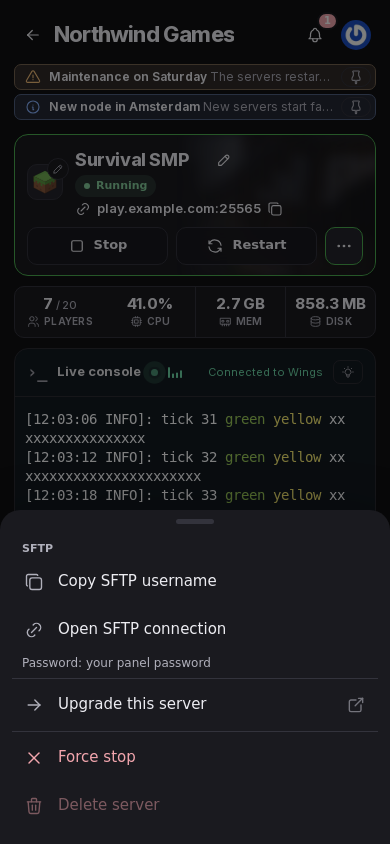 Northwind Games
1
Maintenance on Saturday The servers restar...
New node in Amsterdam New servers start fa...
Survival SMP
Running
play.example.com:25565
Stop
Restart
7 / 20
PLAYERS
41.0%
CPU
2.7 GB
MEM
858.3 MB
DISK
Live console
Connected to Wings
[12:03:06 INFO]: tick 31 green yellow xx
xxxxxxxxxxxxxxx
[12:03:12 INFO]: tick 32 green yellow xx
xxxxxxxxxxxxxxxxxxxxxx
[12:03:18 INFO]: tick 33 green yellow xx
SFTP
Copy SFTP username
Open SFTP connection
Password: your panel password
Upgrade this server
Force stop
Delete server